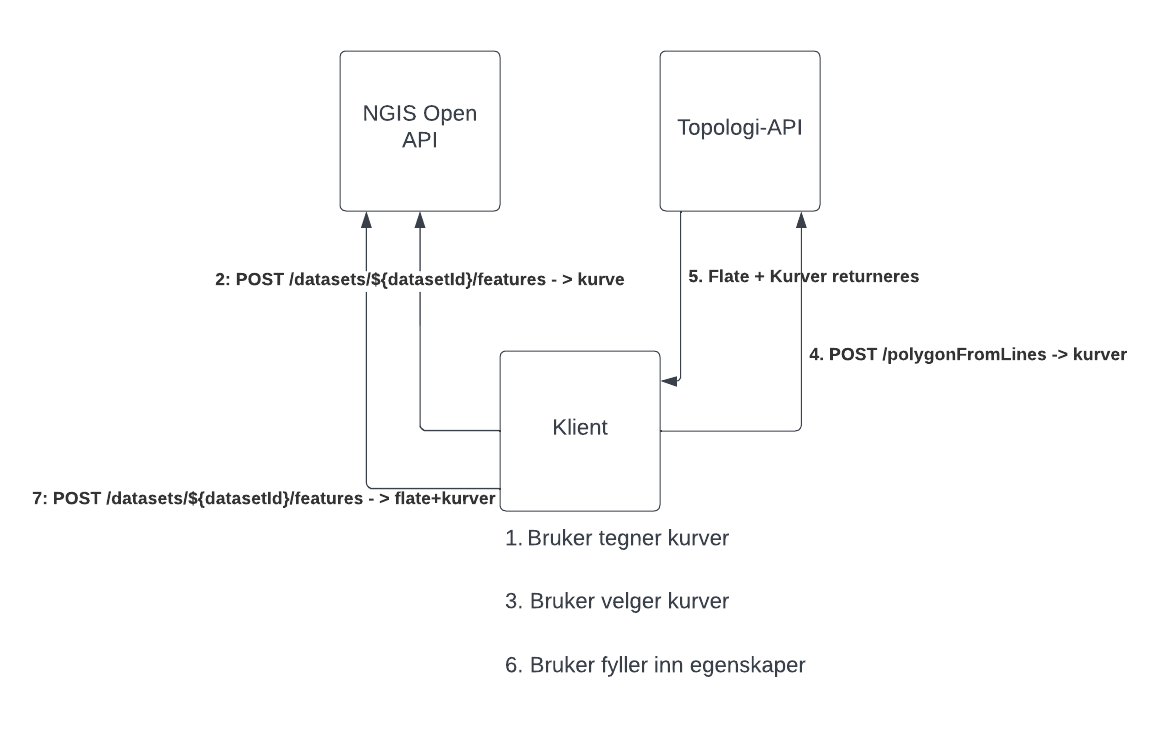 NGIS Open
API
Topologi-API
2: POST /datasets/${datasetId}/features - > kurve
5. Flate + Kurver returneres
4. POST /polygonFromLines -> kurver
Klient
7: POST /datasets/${datasetId}/features - > flate+kurver
1. Bruker tegner kurver
3. Bruker velger kurver
6. Bruker fyller inn egenskaper